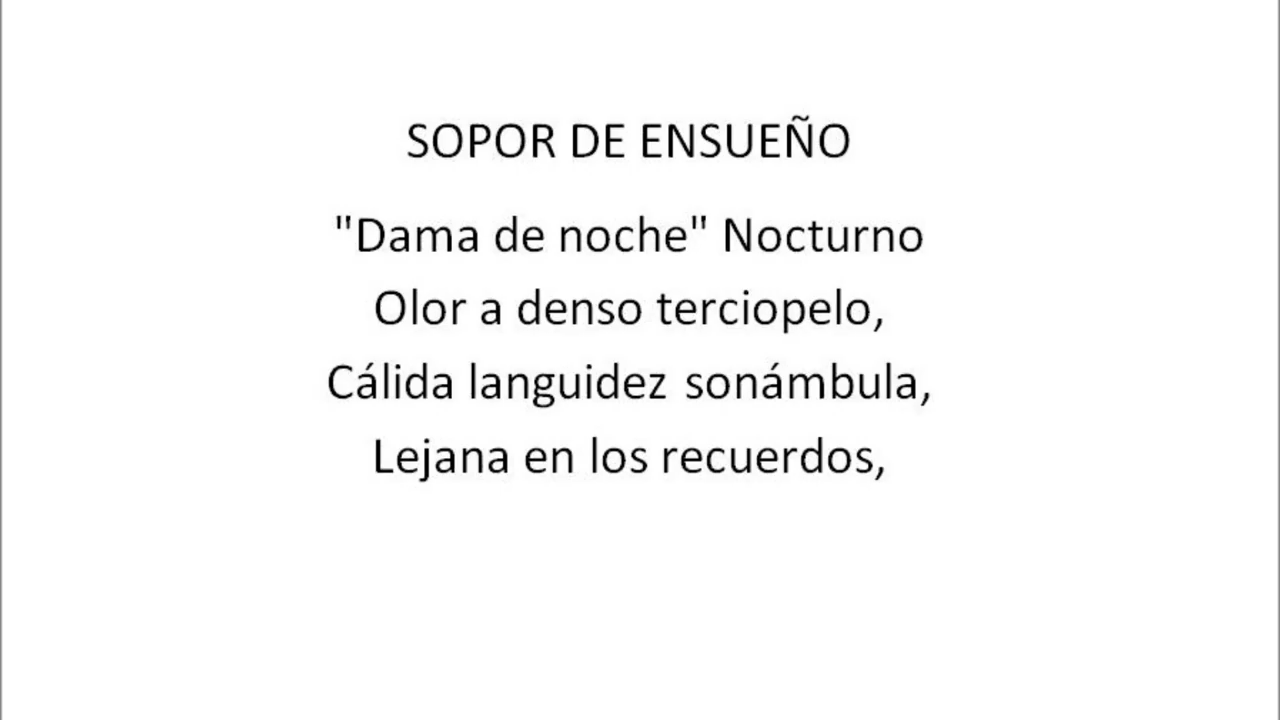 SOPOR DE ENSUEÑO
"Dama de noche" Nocturno
Olor a denso terciopelo,
Cálida languidez sonámbula,
Lejana en los recuerdos,